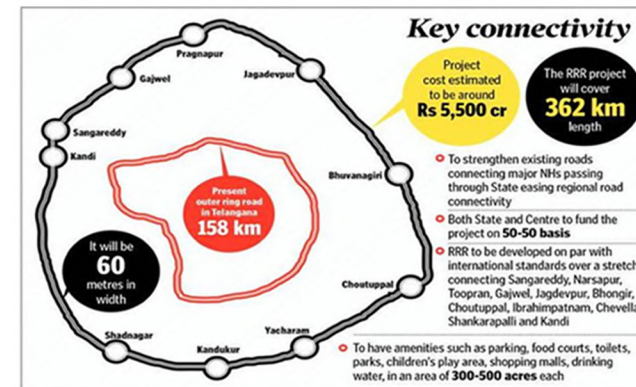 Key connectivity
Project
cost estimated
to be around
Rs 5,500 cr
The RRR project
will cover
362 km
length
Pragnapur
Gajwel
Jagadevpur
Sangareddy
Kandi
Bhuvanagiri
Present
outer ring road
in Telangana
158 km
It will be
60
metres in
width
Choutuppal
Yacharam
Shadnagar
Kandukur
To strengthen existing roads
connecting major NHs passing
through State easing regional road
connectivity
Both State and Centre to fund the
project on 50-50 basis
RRR to be developed on par with
international standards over a stretch
connecting Sangareddy, Narsapur,
Toopran, Gajwel, Jagdevpur, Bhongir,
Choutuppal, Ibrahimpatnam, Chevella
Shankarapalli and Kandi
To have amenities such as parking, food courts, toilets,
parks, children's play area, shopping malls, drinking
water, in an area of 300-500 acres each